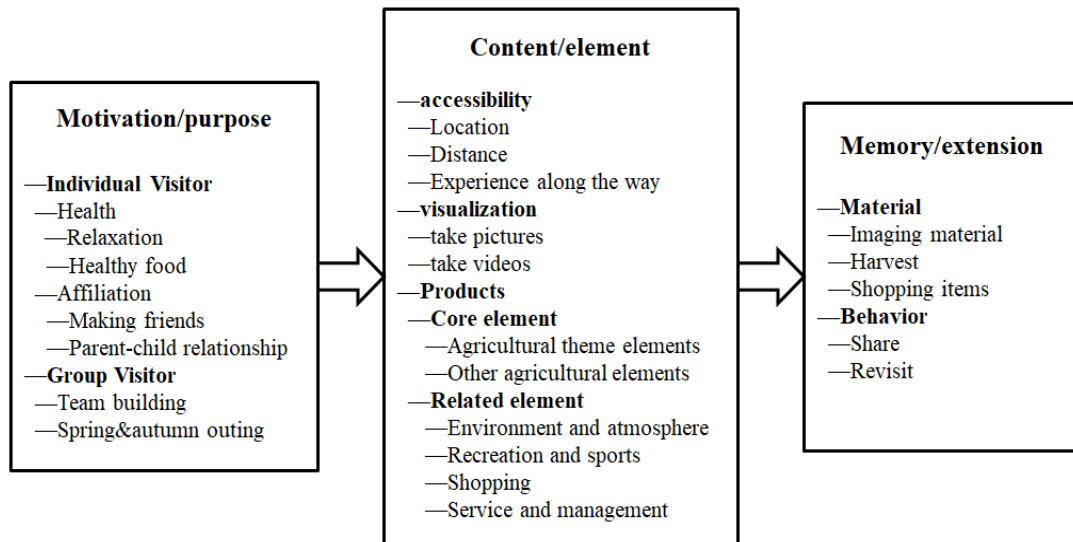 Motivation/purpose
—Individual Visitor
—Health
—Relaxation
—Healthy food
—Affiliation
—Making friends
—Parent-child relationship
—Group Visitor
—Team building
—Spring&autumn outing
Content/element
—accessibility
—Location
—Distance
—Experience along the way
—visualization
—take pictures
—take videos
—Products
—Core element
—Agricultural theme elements
—Other agricultural elements
—Related element
—Environment and atmosphere
—Recreation and sports
—Shopping
—Service and management
Memory/extension
—Material
—Imaging material
—Harvest
—Shopping items
—Behavior
—Share
—Revisit